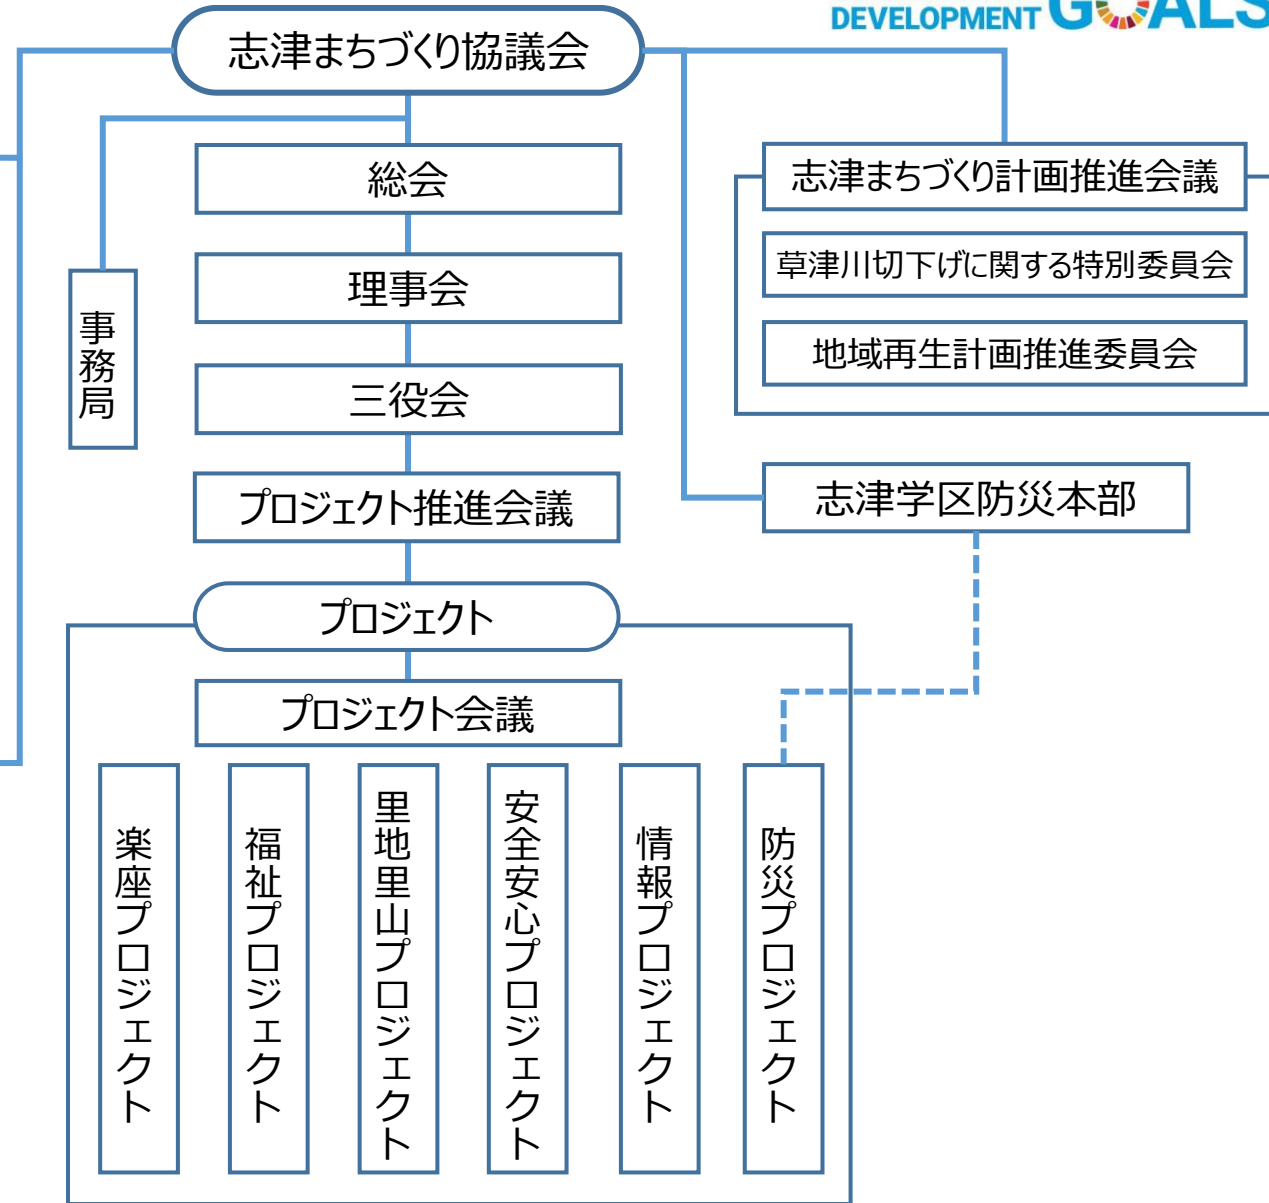 DEVELOPMENT GOALS
志津まちづくり協議会
総会
理事会
三役会
プロジェクト推進会議
事務局
志津まちづくり計画推進会議
草津川切下げに関する特別委員会
地域再生計画推進委員会
志津学区防災本部
プロジェクト
プロジェクト会議
楽座プロジェクト
福祉プロジェクト
里地里山プロジェクト
安全安心プロジェクト
情報プロジェクト
防災プロジェクト